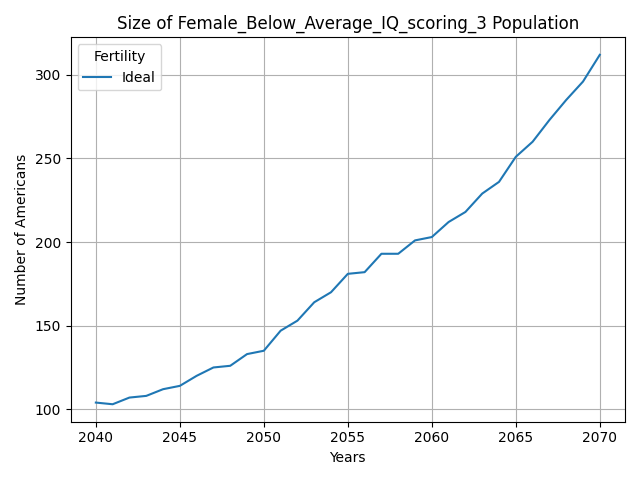 Size of Female_Below_Average_IQ_scoring_3 Population
Fertility
Ideal
Number of Americans
300
250
200
150
100
2040 2045 2050 2055 2060 2065 2070
Years